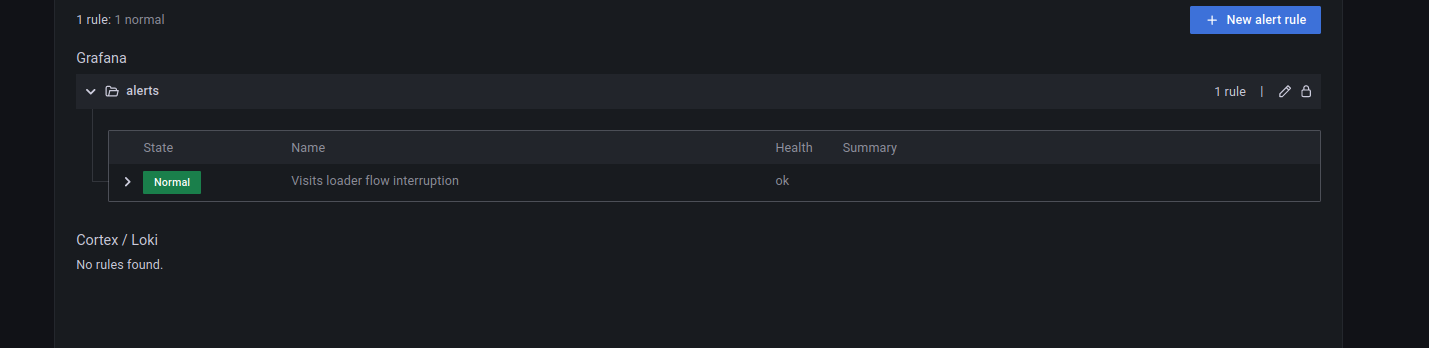 1 rule: 1 normal
New alert rule
Grafana
alerts
1 rule
State Name Health Summary
Normal Visits loader flow interruption ok
Cortex / Loki
No rules found.